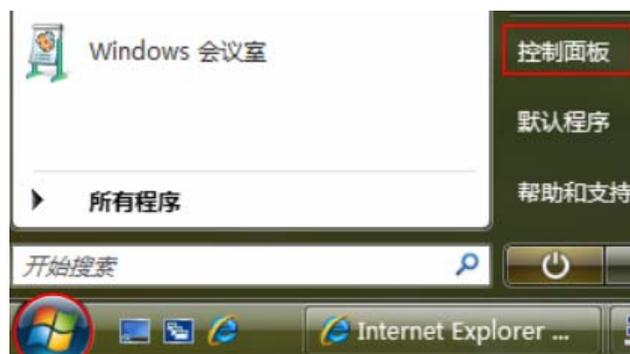 Windows 会议室
所有程序
开始搜索
控制面板
默认程序
帮助和支持
Internet Explorer ...